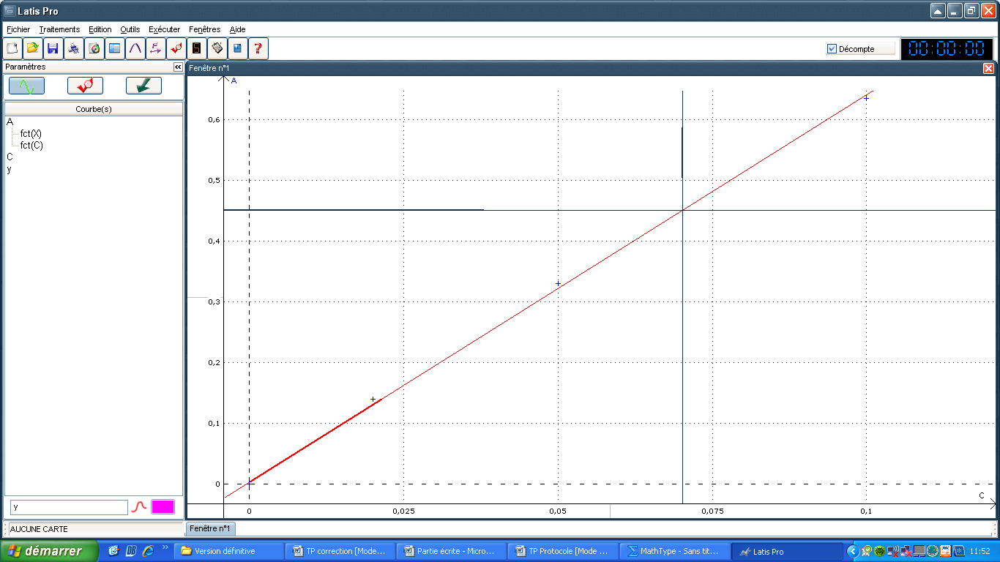 Latis Pro
Fichier Traitements Edition Outils Exécuter Fenêtres Aide
Décompte
00:00:00
Paramètres
Fenêtre n°1
Courbe(s)
A
fct(X)
fct(C)
C
y
A
0,6
0,5
0,4
0,3
0,2
0,1
0
C
0 0,025 0,05 0,075 0,1
y
AUCUNE CARTE
Fenêtre n°1
démarrer
Version définitive
TP correction [Mode...
Partie écrite - Micro...
TP Protocole [Mode ...
MathType - Sans tit...
Latis Pro
11:52